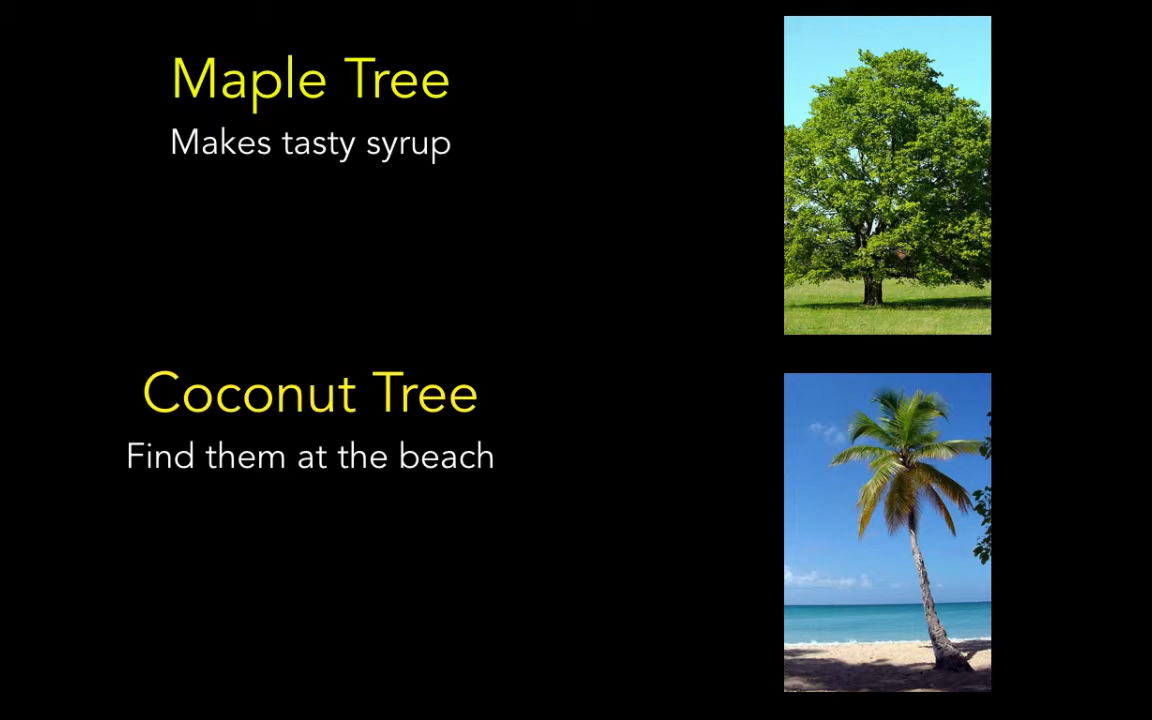 Maple Tree
Makes tasty syrup
Coconut Tree
Find them at the beach